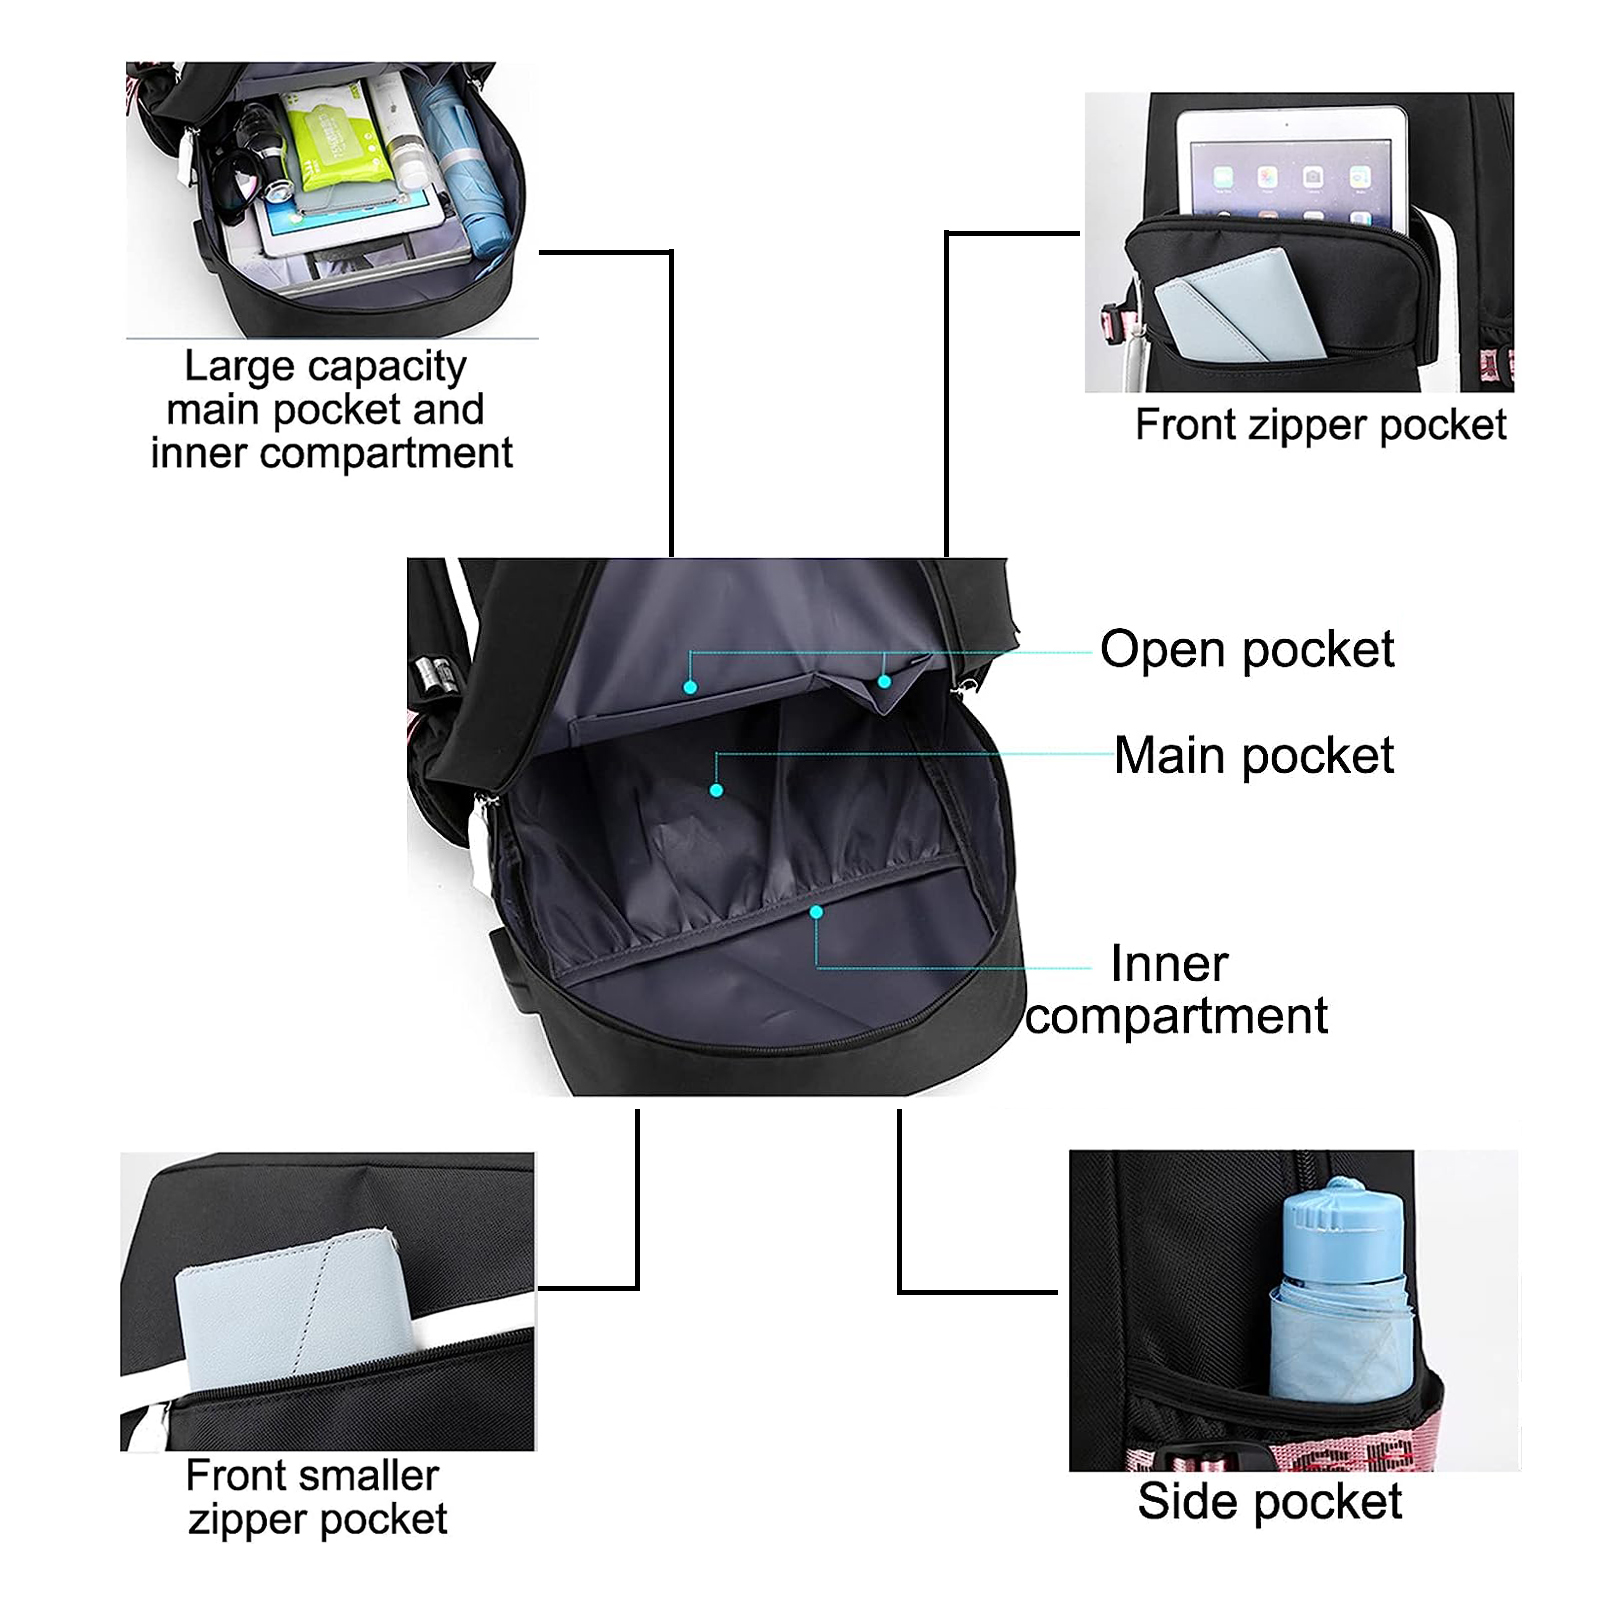 Large capacity
main pocket and
inner compartment
Front zipper pocket
Open pocket
Main pocket
Inner
compartment
Front smaller
zipper pocket
Side pocket